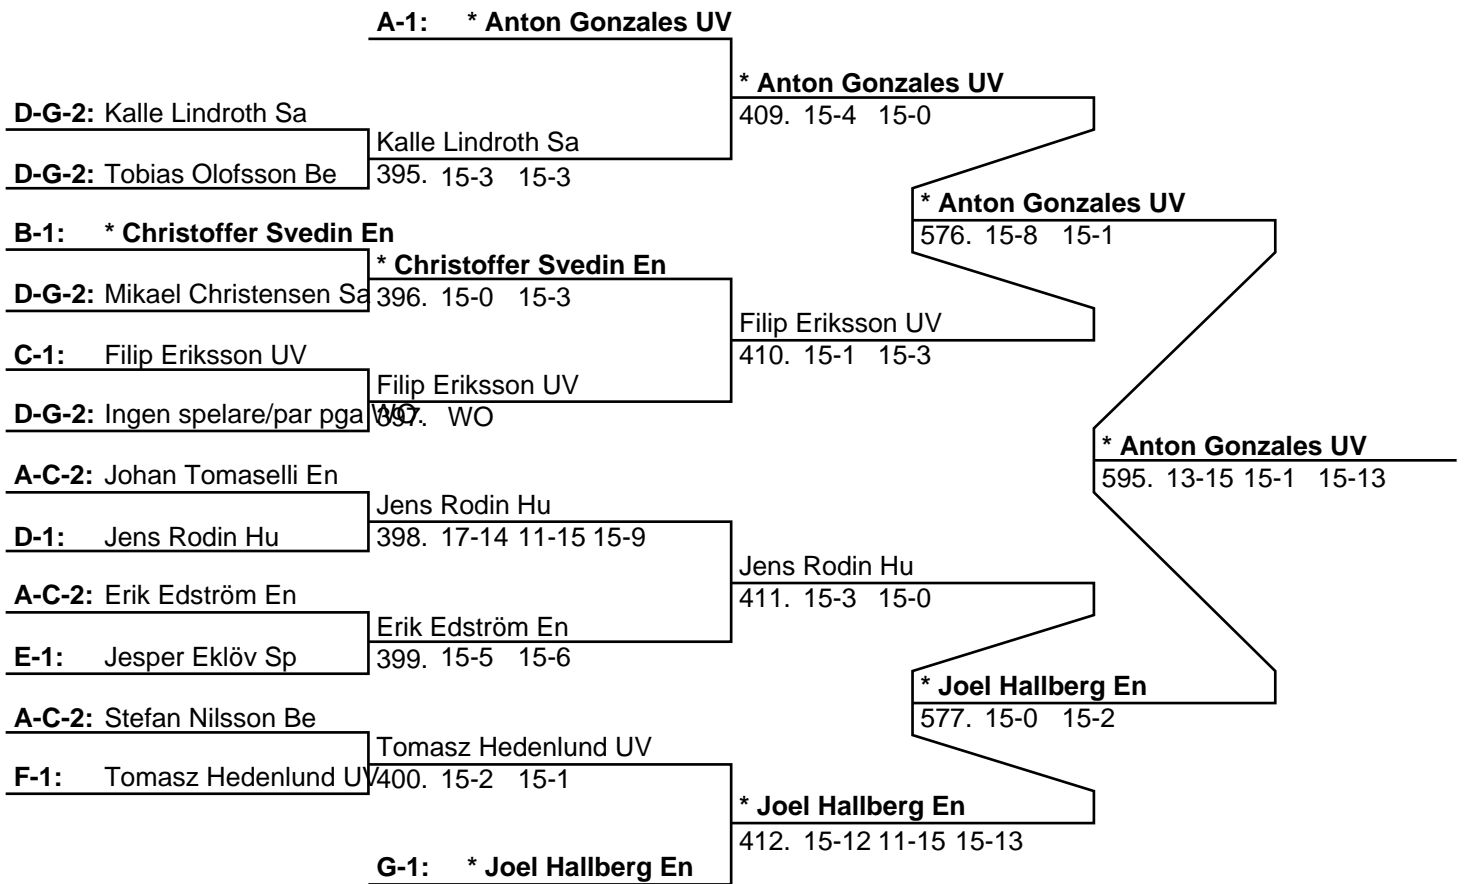 A-1: * Anton Gonzales UV
* Anton Gonzales UV
409. 15-4 15-0
D-G-2: Kalle Lindroth Sa
Kalle Lindroth Sa
395. 15-3 15-3
D-G-2: Tobias Olofsson Be
* Anton Gonzales UV
576. 15-8 15-1
B-1: * Christoffer Svedin En
* Christoffer Svedin En
396. 15-0 15-3
D-G-2: Mikael Christensen Sa
Filip Eriksson UV
410. 15-1 15-3
C-1: Filip Eriksson UV
Filip Eriksson UV
397. WO
D-G-2: Ingen spelare/par pga WO.
* Anton Gonzales UV
595. 13-15 15-1 15-13
A-C-2: Johan Tomaselli En
Jens Rodin Hu
398. 17-14 11-15 15-9
D-1: Jens Rodin Hu
Jens Rodin Hu
411. 15-3 15-0
A-C-2: Erik Edström En
Erik Edström En
399. 15-5 15-6
E-1: Jesper Eklöv Sp
* Joel Hallberg En
577. 15-0 15-2
A-C-2: Stefan Nilsson Be
Tomasz Hedenlund UV
400. 15-2 15-1
F-1: Tomasz Hedenlund UV
* Joel Hallberg En
412. 15-12 11-15 15-13
G-1: * Joel Hallberg En